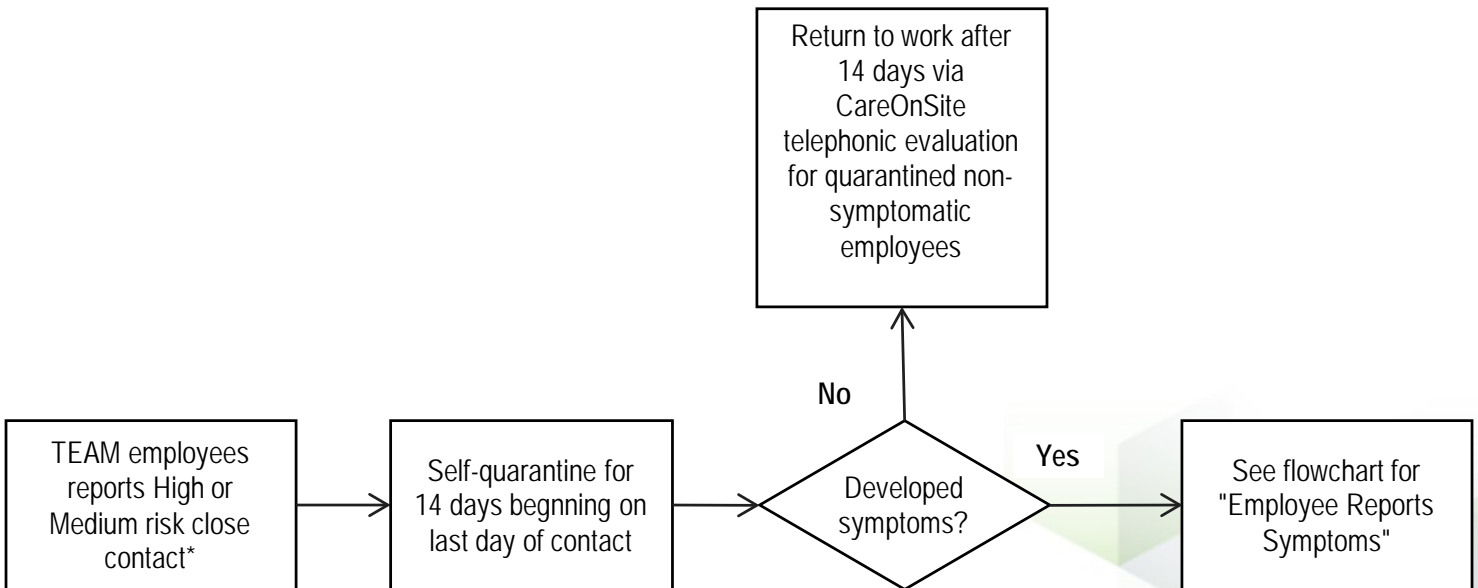 Return to work after
14 days via
CareOnSite
telephonic evaluation
for quarantined non-
symptomatic
employees
No
Yes
TEAM employees
reports High or
Medium risk close
contact*
Self-quarantine for
14 days begnning on
last day of contact
Developed
symptoms?
See flowchart for
"Employee Reports
Symptoms"